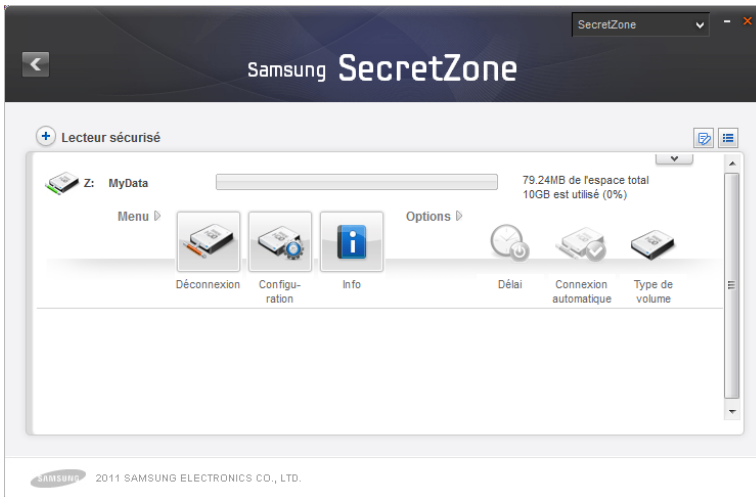 SecretZone
Samsung SecretZone
Lecteur sécurisé
Z: MyData
79.24MB de l'espace total
10GB est utilisé (0%)
Menu
Options
Déconnexion
Configu-
ration
Info
Délai
Connexion
automatique
Type de
volume
SAMSUNG 2011 SAMSUNG ELECTRONICS CO., LTD.